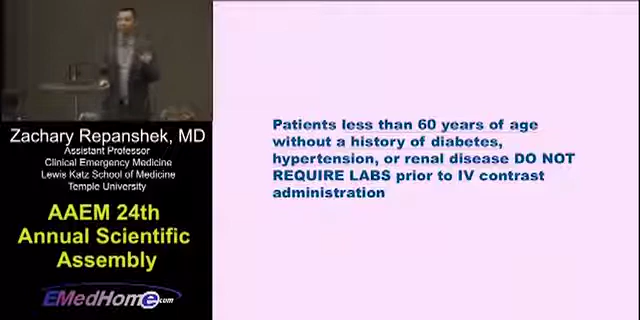 Zachary Repanshek, MD
Assistant Professor
Clinical Emergency Medicine
Lewis Katz School of Medicine
Temple University
AAEM 24th
Annual Scientific
Assembly
EMedHome.com
Patients less than 60 years of age
without a history of diabetes,
hypertension, or renal disease DO NOT
REQUIRE LABS prior to IV contrast
administration